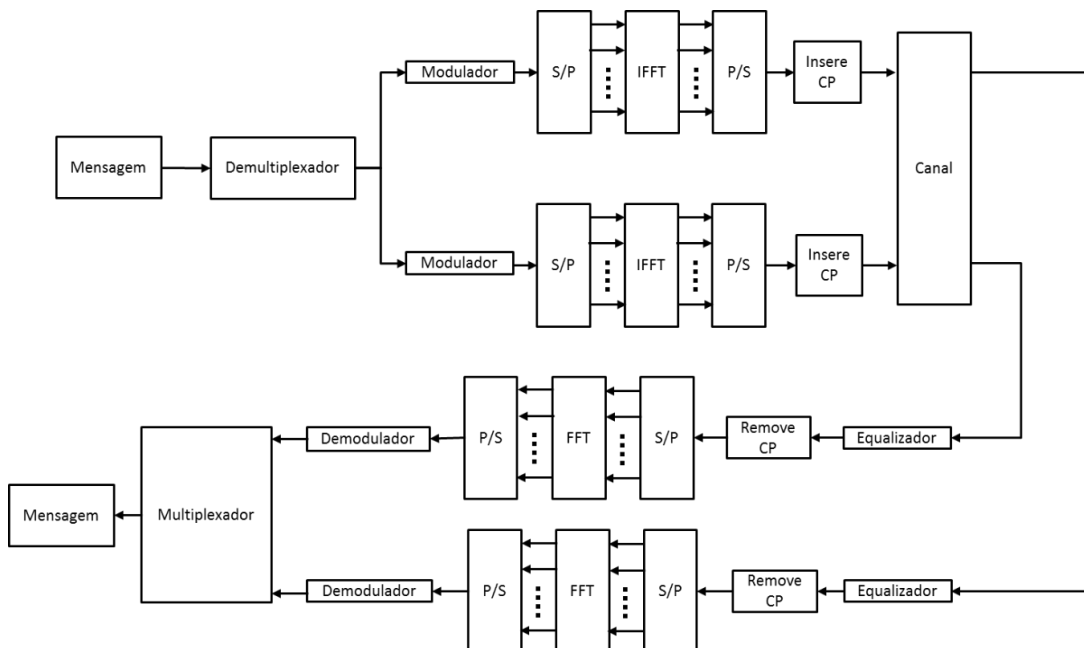 Modulador
S/P
IFFT
P/S
Insere
CP
Mensagem
Demultiplexador
Canal
Modulador
S/P
IFFT
P/S
Insere
CP
Demodulador
P/S
FFT
S/P
Remove
CP
Equalizador
Mensagem
Multiplexador
Demodulador
P/S
FFT
S/P
Remove
CP
Equalizador